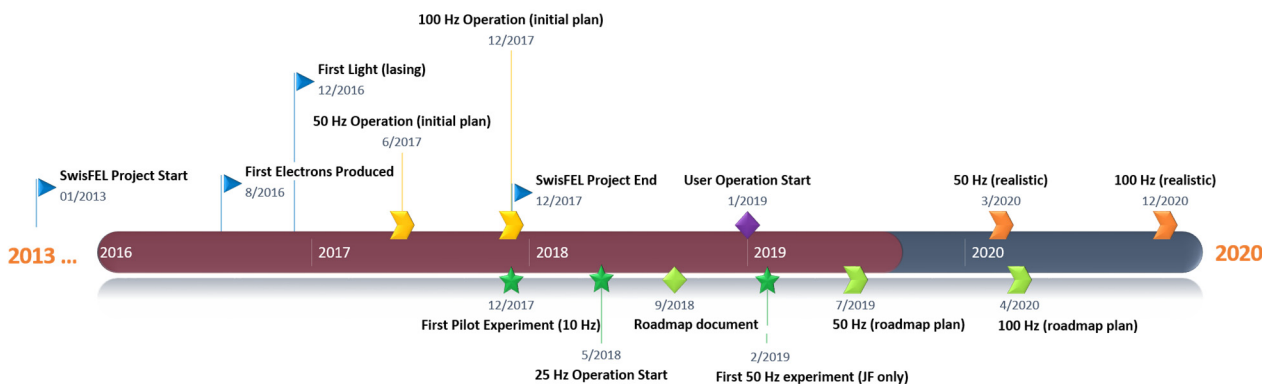 100 Hz Operation (initial plan)
12/2017
First Light (lasing)
12/2016
50 Hz Operation (initial plan)
6/2017
SwisFEL Project Start
01/2013
First Electrons Produced
8/2016
SwisFEL Project End
12/2017
User Operation Start
1/2019
50 Hz (realistic)
3/2020
100 Hz (realistic)
12/2020
2013 ...
2016
2017
2018
2019
2020
2020
12/2017
First Pilot Experiment (10 Hz)
9/2018
Roadmap document
7/2019
50 Hz (roadmap plan)
4/2020
100 Hz (roadmap plan)
5/2018
25 Hz Operation Start
2/2019
First 50 Hz experiment (JF only)